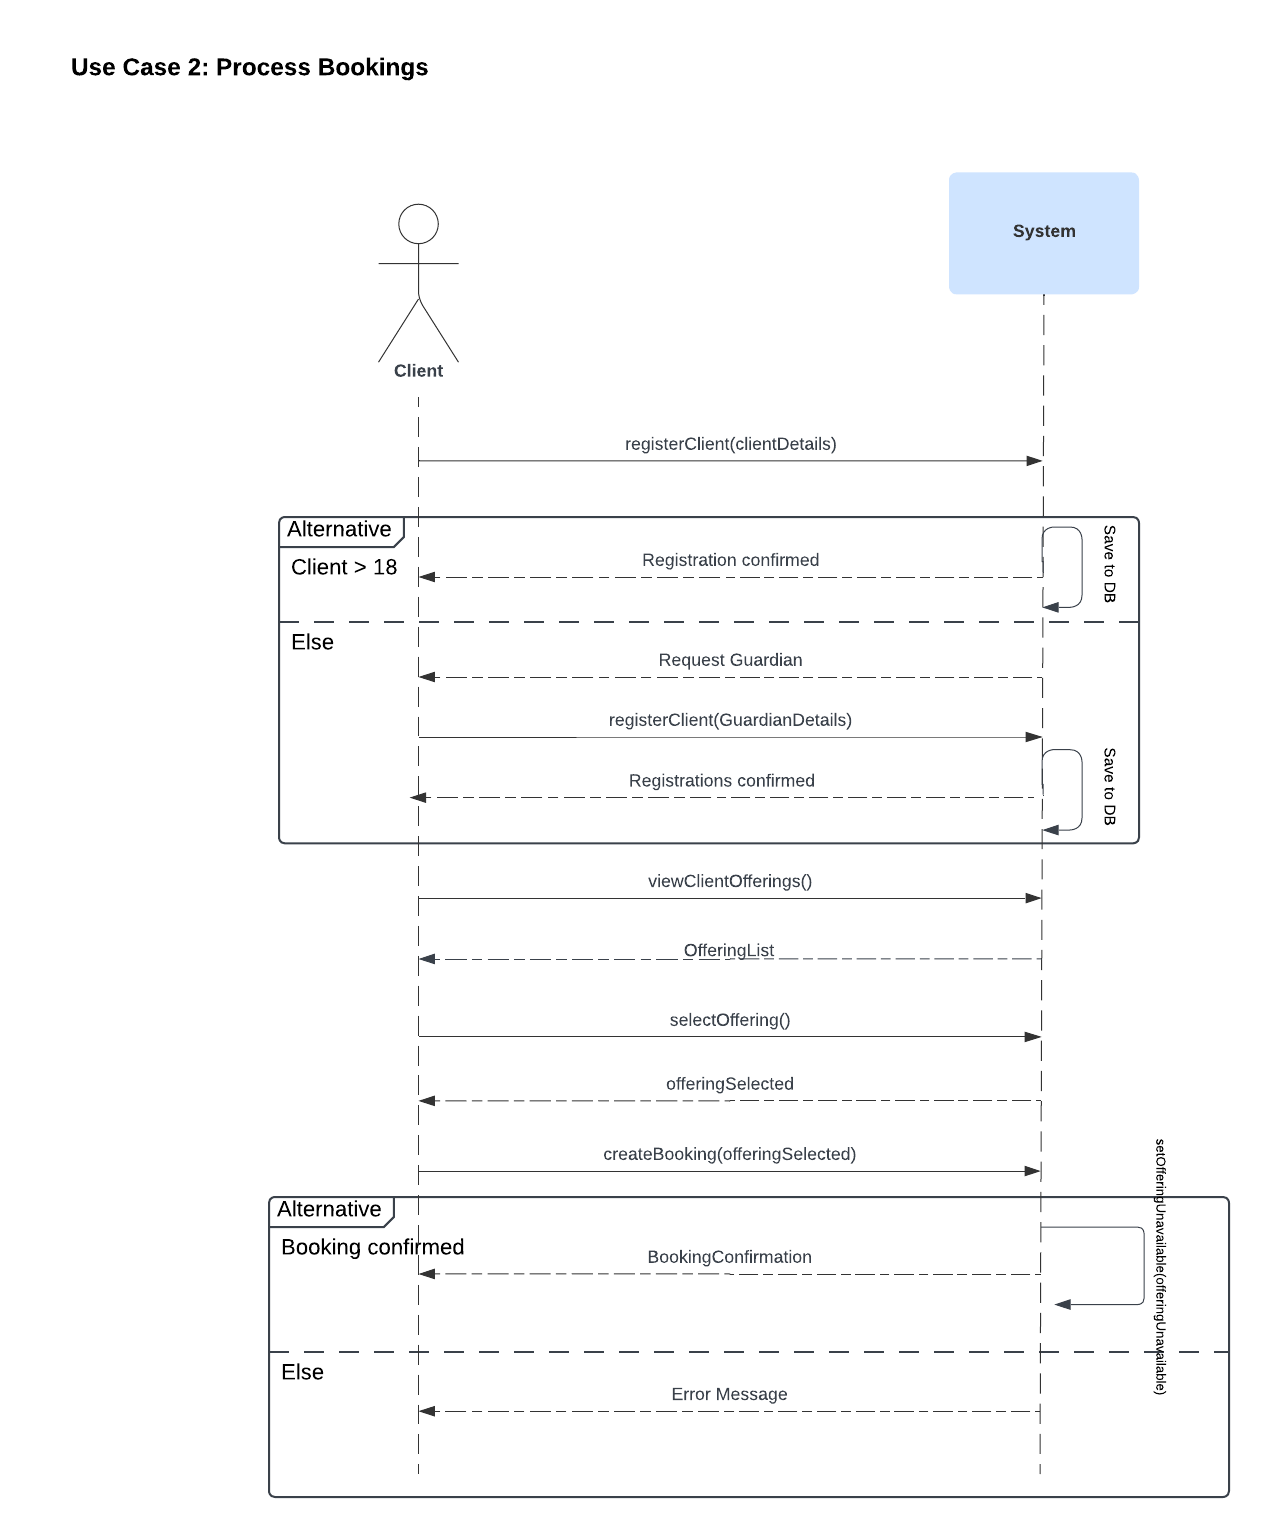 Use Case 2: Process Bookings
System
Client
registerClient(clientDetails)
Alternative
Save to DB
Registration confirmed
Client > 18
Else
Request Guardian
registerClient(GuardianDetails)
Save to DB
Registrations confirmed
viewClientOfferings()
OfferingList
selectOffering()
offeringSelected
createBooking(offeringSelected)
setOfferingUnavailable(offeringUnavailable)
Alternative
Booking confirmed
BookingConfirmation
Else
Error Message